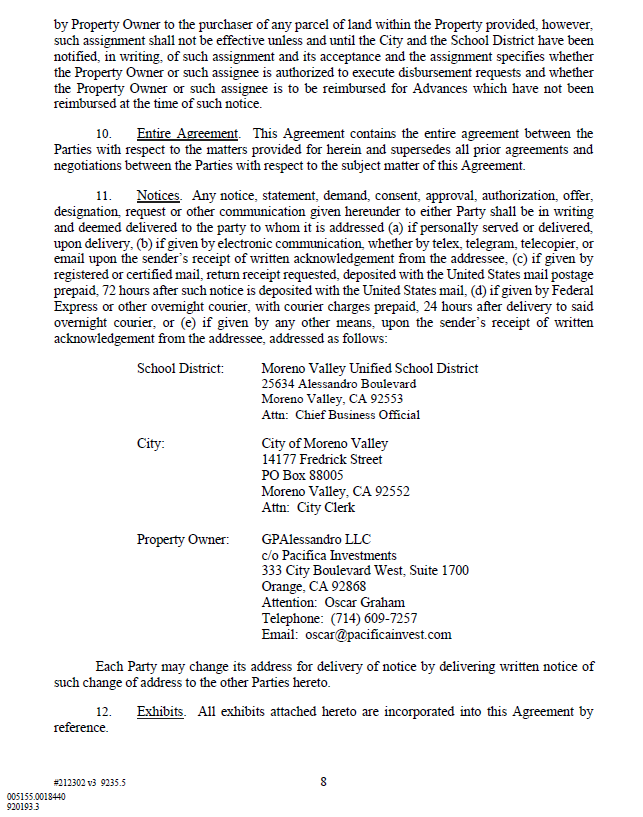 by Property Owner to the purchaser of any parcel of land within the Property provided, however,
such assignment shall not be effective unless and until the City and the School District have been
notified, in writing, of such assignment and its acceptance and the assignment specifies whether
the Property Owner or such assignee is authorized to execute disbursement requests and whether
the Property Owner or such assignee is to be reimbursed for Advances which have not been
reimbursed at the time of such notice.
10. Entire Agreement. This Agreement contains the entire agreement between the
Parties with respect to the matters provided for herein and supersedes all prior agreements and
negotiations between the Parties with respect to the subject matter of this Agreement.
11. Notices. Any notice, statement, demand, consent, approval, authorization, offer,
designation, request or other communication given hereunder to either Party shall be in writing
and deemed delivered to the party to whom it is addressed (a) if personally served or delivered,
upon delivery, (b) if given by electronic communication, whether by telex, telegram, telecopier, or
email upon the sender's receipt of written acknowledgement from the addressee, (c) if given by
registered or certified mail, return receipt requested, deposited with the United States mail postage
prepaid, 72 hours after such notice is deposited with the United States mail, (d) if given by Federal
Express or other overnight courier, with courier charges prepaid, 24 hours after delivery to said
overnight courier, or (e) if given by any other means, upon the sender's receipt of written
acknowledgement from the addressee, addressed as follows:
School District: Moreno Valley Unified School District
25634 Alessandro Boulevard
Moreno Valley, CA 92553
Attn: Chief Business Official
City: City of Moreno Valley
14177 Fredrick Street
PO Box 88005
Moreno Valley, CA 92552
Attn: City Clerk
Property Owner: GPAlessandro LLC
c/o Pacifica Investments
333 City Boulevard West, Suite 1700
Orange, CA 92868
Attention: Oscar Graham
Telephone: (714) 609-7257
Email: oscar@pacificainvest.com
Each Party may change its address for delivery of notice by delivering written notice of
such change of address to the other Parties hereto.
12. Exhibits. All exhibits attached hereto are incorporated into this Agreement by
reference.
#212302 v3 9235.5 8
005155.0018440
920193.3